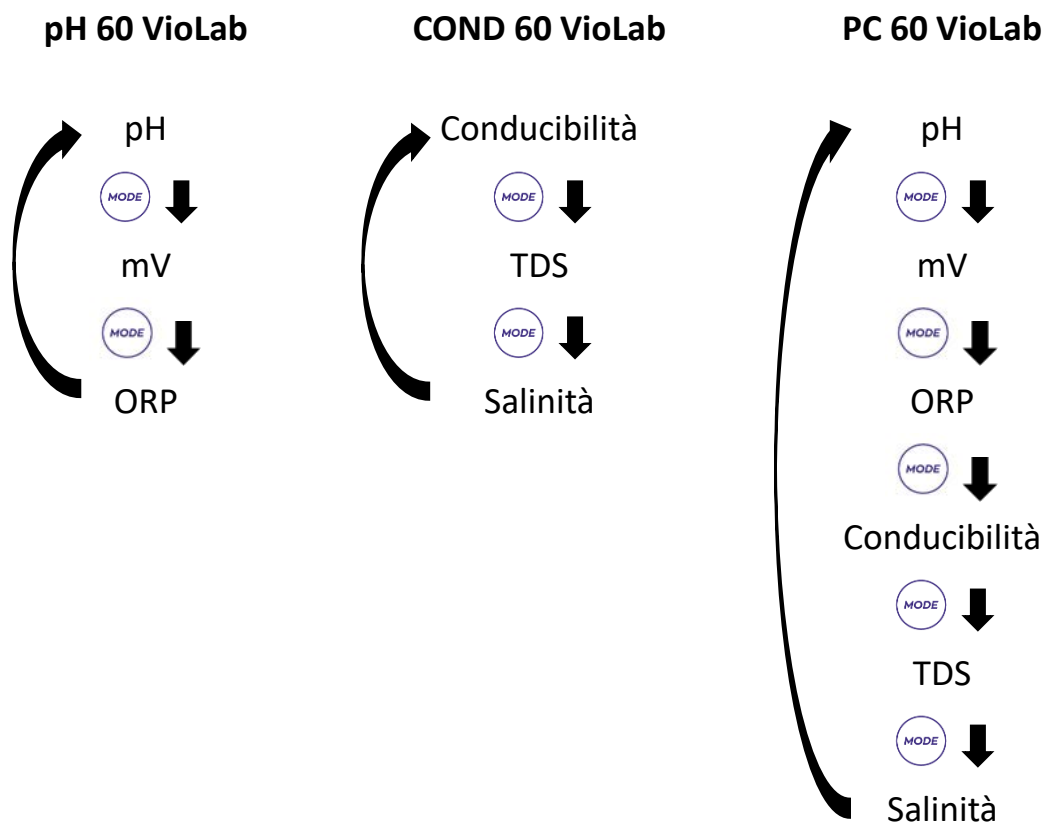 pH 60 VioLab
pH
MODE
mV
MODE
ORP
COND 60 VioLab
Conducibilità
MODE
TDS
MODE
Salinità
PC 60 VioLab
pH
MODE
mV
MODE
ORP
MODE
Conducibilità
MODE
TDS
MODE
Salinità